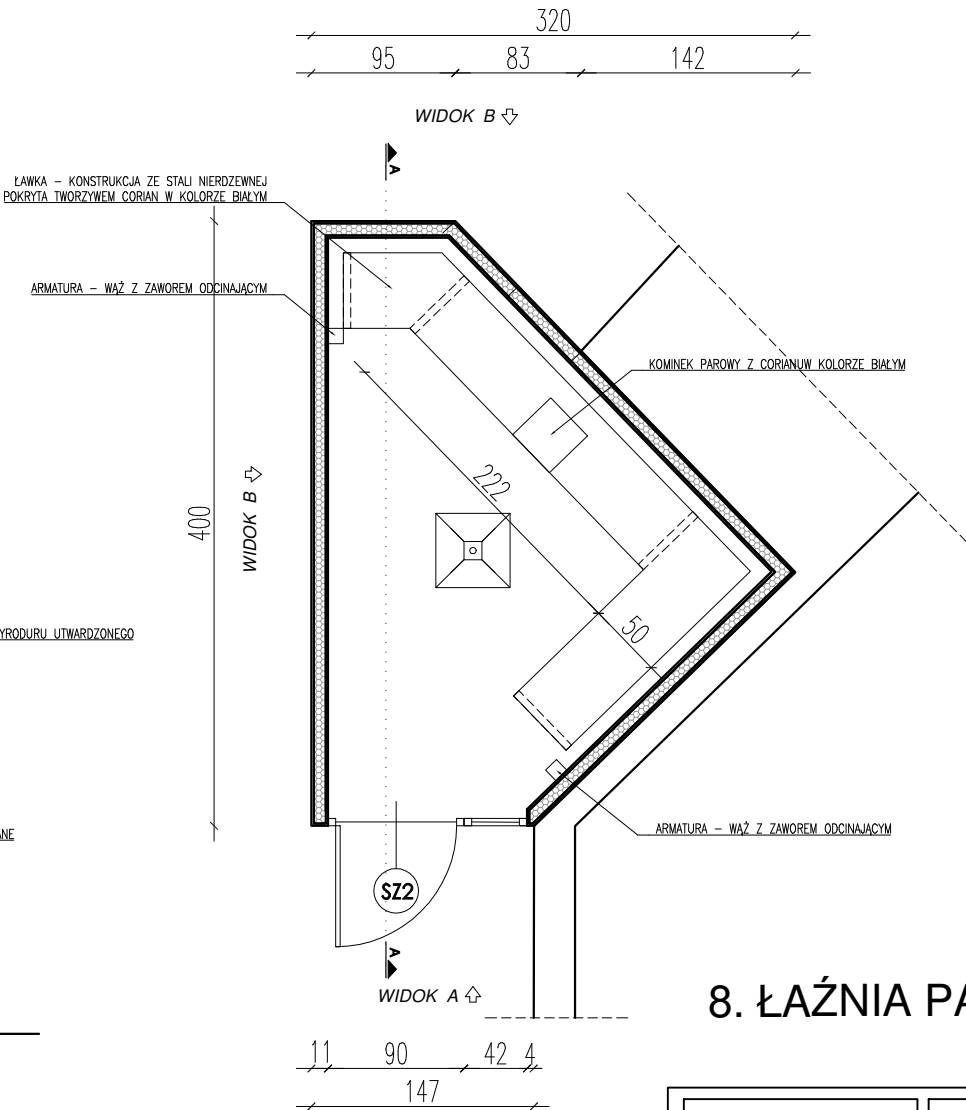 320
95 83 142
WIDOK B
A
ŁAWKA – KONSTRUKCJA ZE STALI NIERDZEWNEJ
POKRYTA TWORZYWEM CORIAN W KOLORZE BIAŁYM
ARMATURA – WĄŻ Z ZAWOREM ODCINAJĄCYM
KOMINEK PAROWY Z CORIANUW KOLORZE BIAŁYM
WIDOK B
400
222
YRODURU UTWARDZONEGO
50
ANE
ARMATURA – WĄŻ Z ZAWOREM ODCINAJĄCYM
SZ2
A
WIDOK A
8. ŁAŹNIA PA
11 90 42 4
147